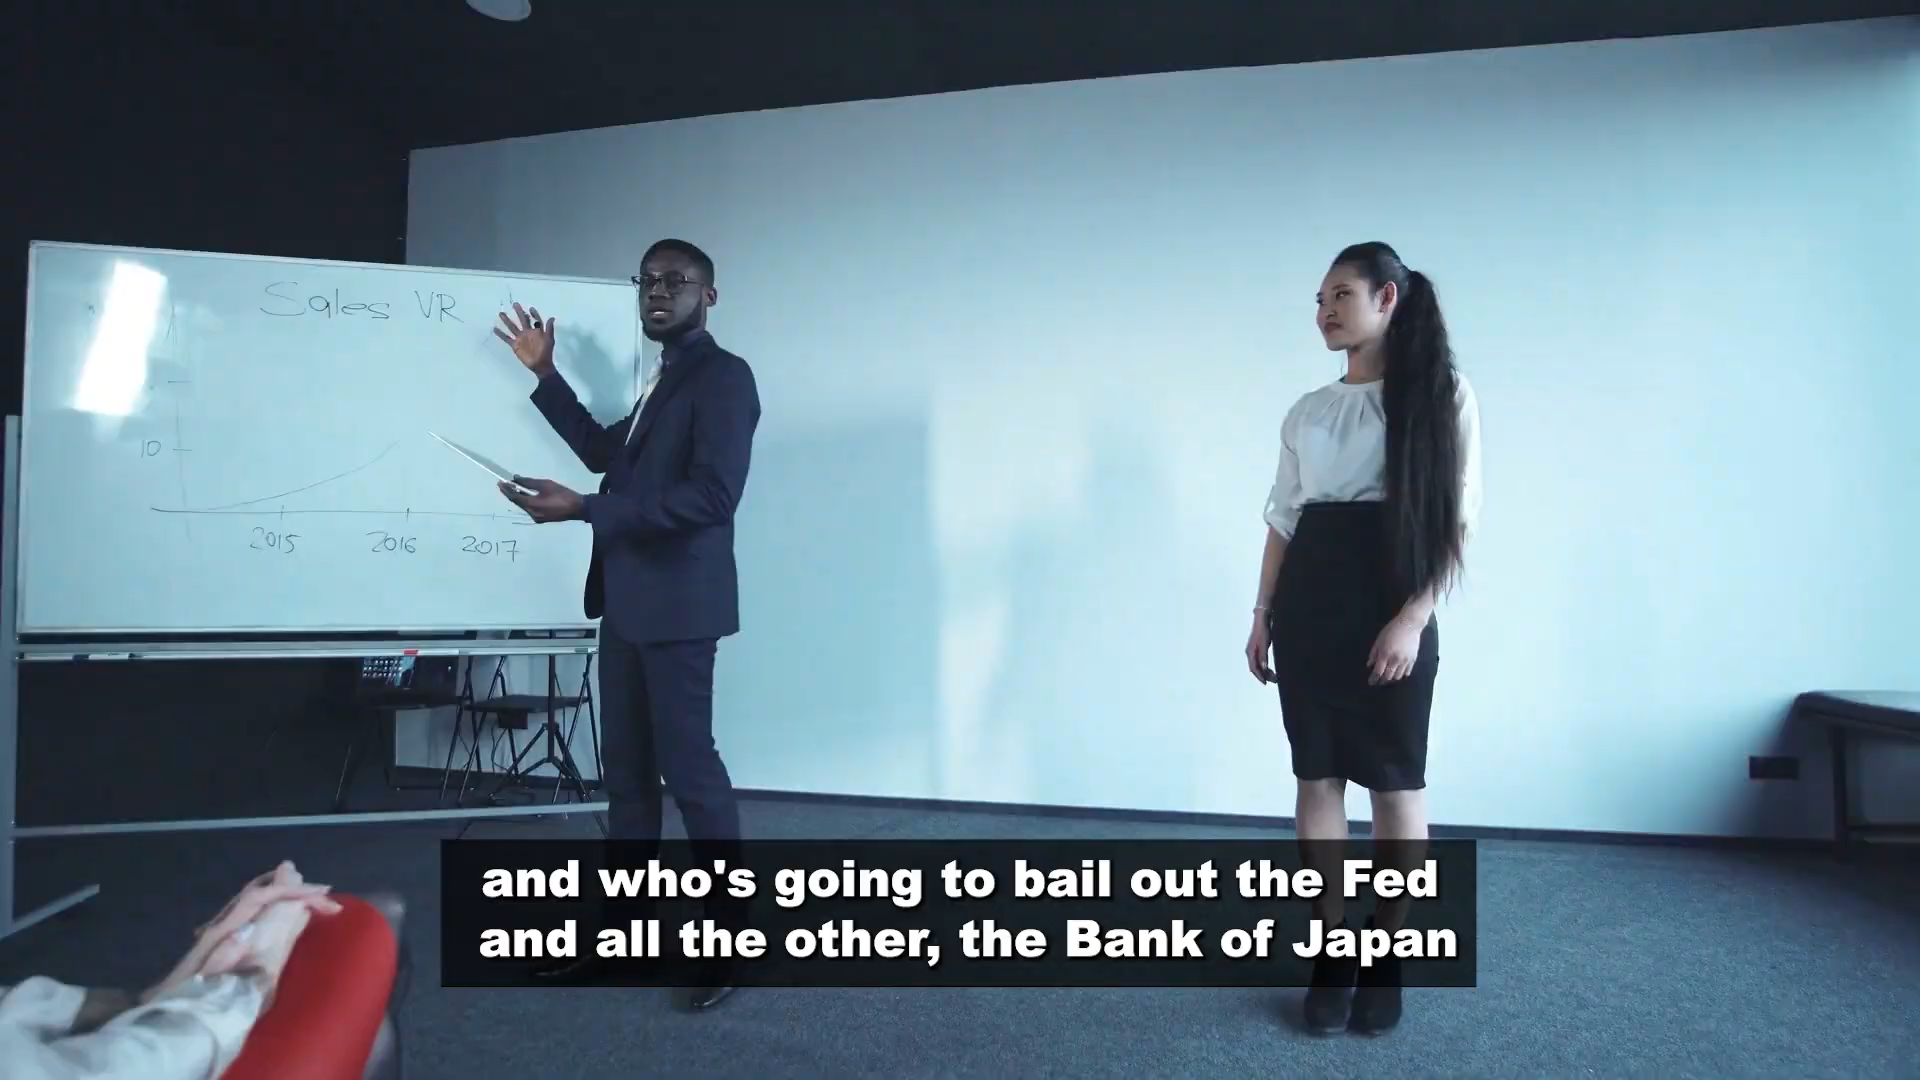 Sales VR
10
2015 2016 2017
and who's going to bail out the Fed
and all the other, the Bank of Japan